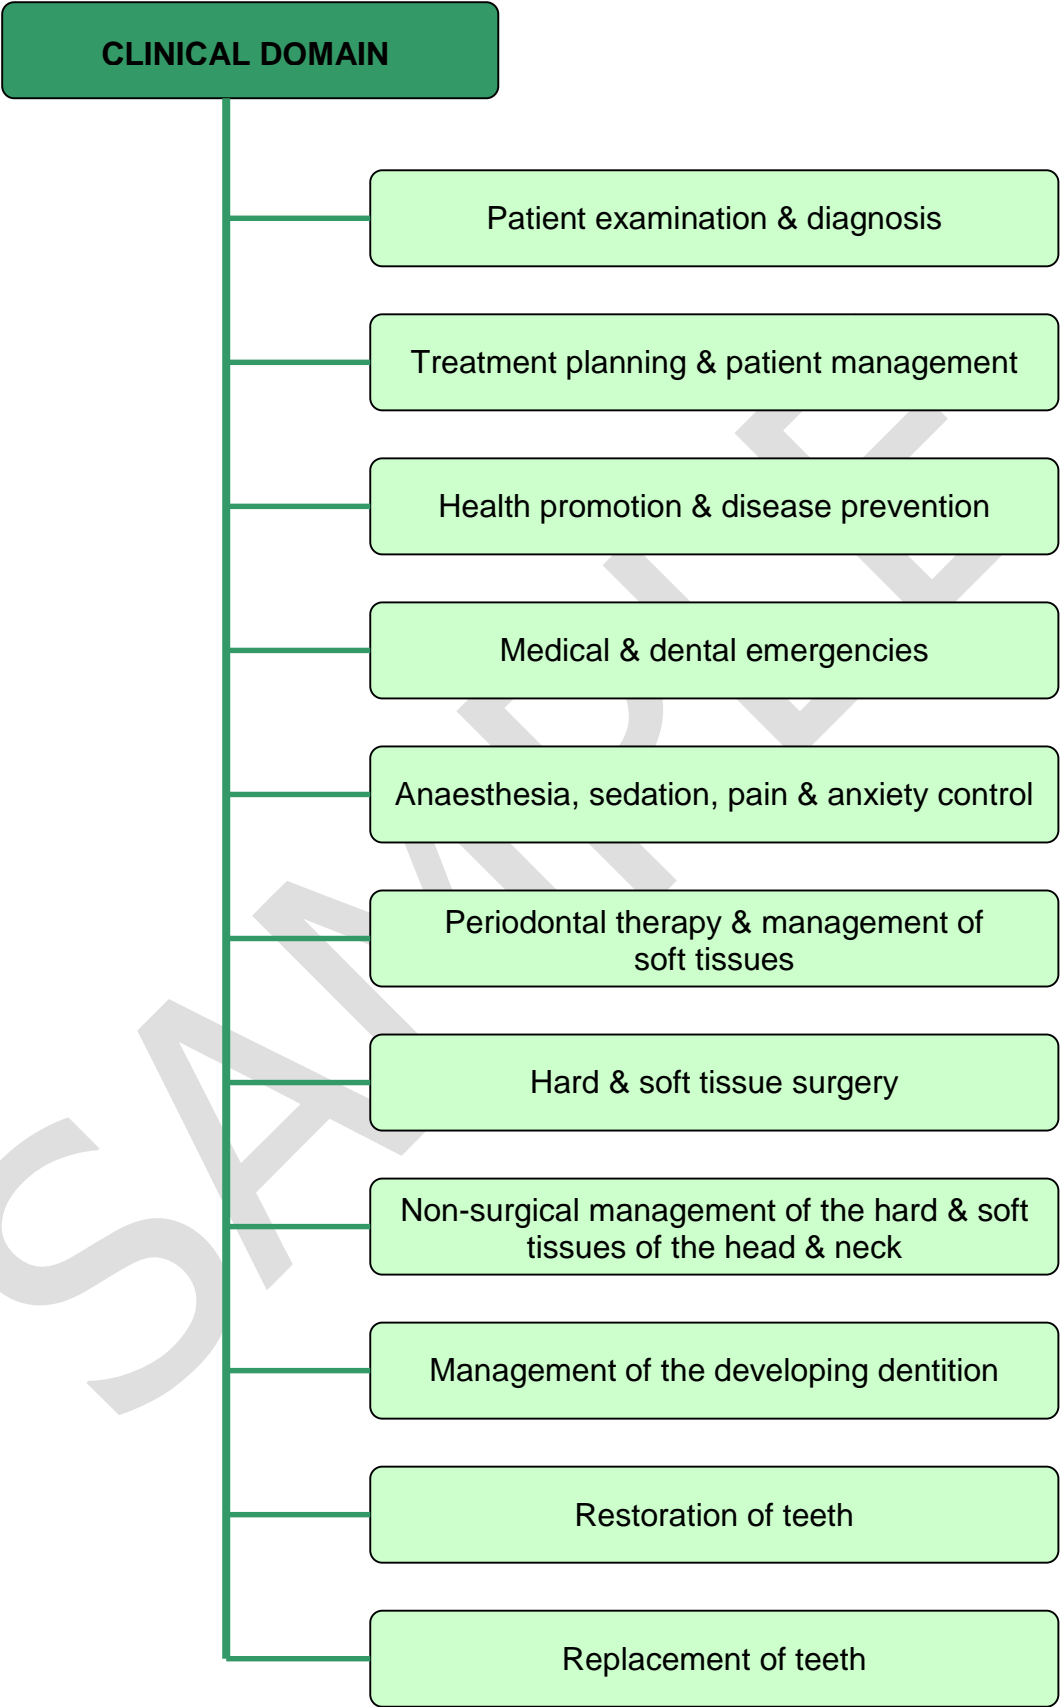 CLINICAL DOMAIN
Patient examination & diagnosis
Treatment planning & patient management
Health promotion & disease prevention
Medical & dental emergencies
Anaesthesia, sedation, pain & anxiety control
Periodontal therapy & management of
soft tissues
Hard & soft tissue surgery
Non-surgical management of the hard & soft
tissues of the head & neck
Management of the developing dentition
Restoration of teeth
Replacement of teeth
SAMPLE